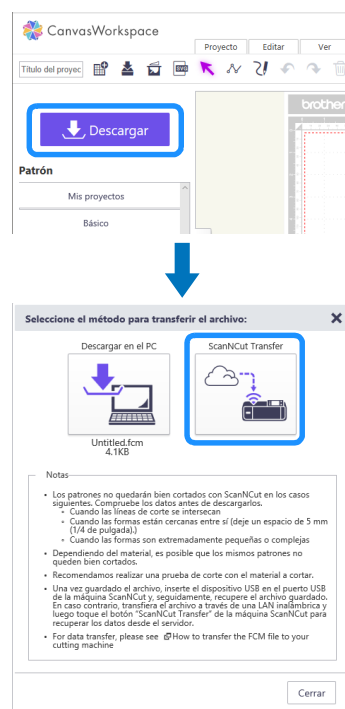 CanvasWorkspace
Proyecto
Editar
Ver
Título del proyec
SVG
Descargar
brother
Patrón
Mis proyectos
Básico
Seleccione el método para transferir el archivo:
Descargar en el PC
ScanNCut Transfer
Untitled.fcm
4.1KB
Notas
• Los patrones no quedarán bien cortados con ScanNCut en los casos
siguientes. Compruebe los datos antes de descargarlos.
◦ Cuando las líneas de corte se intersecan
◦ Cuando las formas están cercanas entre sí (deje un espacio de 5 mm
(1/4 de pulgada).)
◦ Cuando las formas son extremadamente pequeñas o complejas
• Dependiendo del material, es posible que los mismos patrones no
queden bien cortados.
• Recomendamos realizar una prueba de corte con el material a cortar.
• Una vez guardado el archivo, inserte el dispositivo USB en el puerto USB
de la máquina ScanNCut y, seguidamente, recupere el archivo guardado.
En caso contrario, transfiera el archivo a través de una LAN inalámbrica y
luego toque el botón "ScanNCut Transfer" de la máquina ScanNCut para
recuperar los datos desde el servidor.
• For data transfer, please see How to transfer the FCM file to your
cutting machine
Cerrar